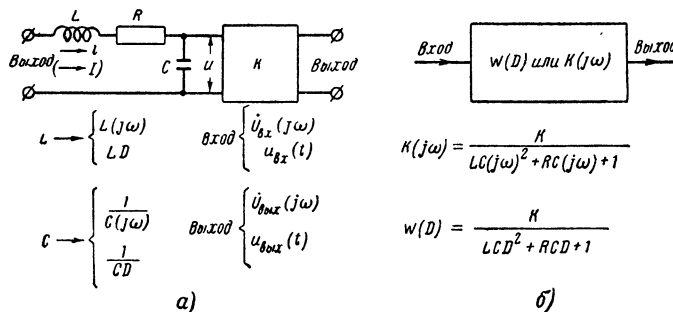 L
R
Выход
i
(I)
C
u
K
Выход
L → { L(jω)
LD
Вход { U̇вх(jω)
uвх(t)
C → { 1/C(jω)
1/CD
Выход { U̇вых(jω)
uвых(t)
а)
Вход
W(D) или K(jω)
Выход
K(jω) = K/(LC(jω)² + RC(jω) + 1)
W(D) = K/(LCD² + RCD + 1)
б)